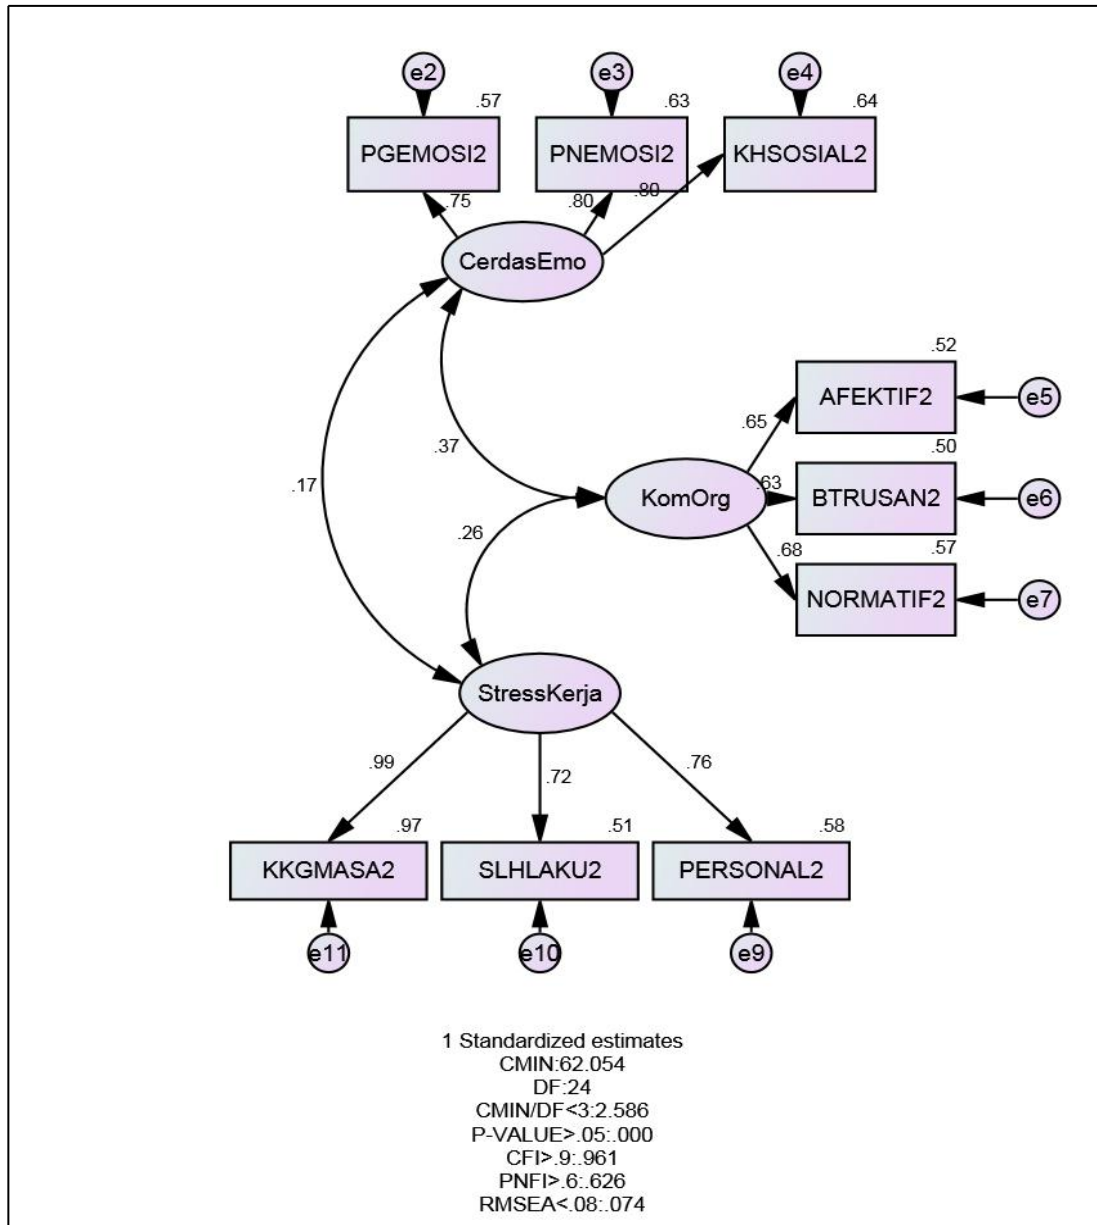 e2
e3
e4
.57
.63
.64
PGEMOSI2
PNEMOSI2
KHSOSIAL2
.75
.80
.80
CerdasEmo
.52
AFEKTIF2
e5
.65
.37
.50
.17
KomOrg
.63
BTRUSAN2
e6
.26
.68
.57
NORMATIF2
e7
StressKerja
.99
.72
.76
.97
.51
.58
KKGMASA2
SLHLAKU2
PERSONAL2
e11
e10
e9
1 Standardized estimates
CMIN:62.054
DF:24
CMIN/DF<3:2.586
P-VALUE>.05:.000
CFI>.9:.961
PNFI>.6:.626
RMSEA<.08:.074